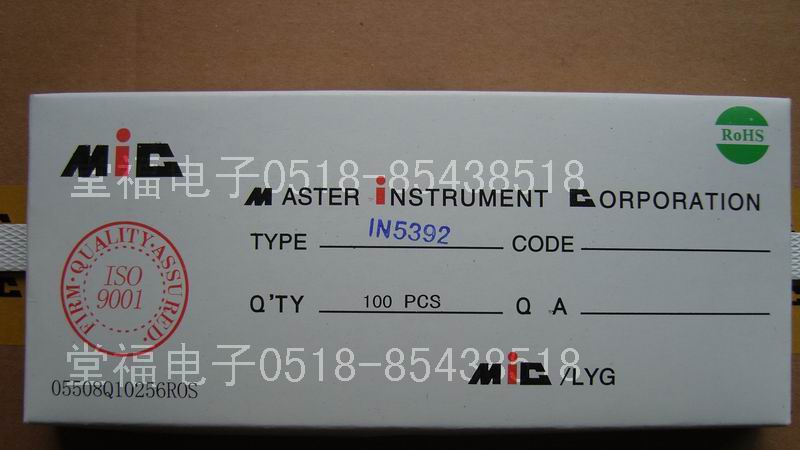 RoHS
MiC
堂福电子0518-85438518
MASTER iNSTRUMENT CORPORATION
TYPE IN5392 CODE
FIRM·QUALITY·ASSURED·
ISO
9001
Q'TY 100 PCS Q A
堂福电子0518-85438518
MiC/LYG
05508Q10256R0S